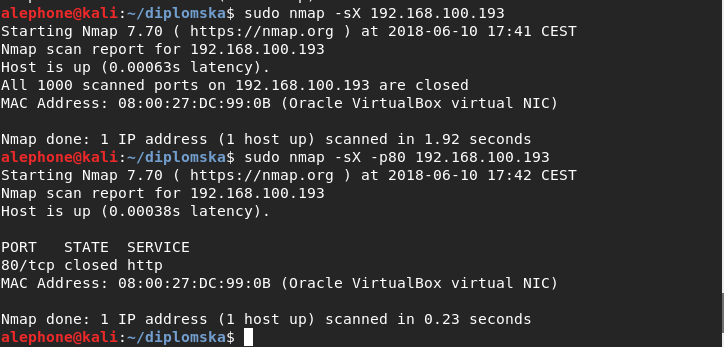 alephone@kali:~/diplomska$ sudo nmap -sX 192.168.100.193
Starting Nmap 7.70 ( https://nmap.org ) at 2018-06-10 17:41 CEST
Nmap scan report for 192.168.100.193
Host is up (0.00063s latency).
All 1000 scanned ports on 192.168.100.193 are closed
MAC Address: 08:00:27:DC:99:0B (Oracle VirtualBox virtual NIC)
Nmap done: 1 IP address (1 host up) scanned in 1.92 seconds
alephone@kali:~/diplomska$ sudo nmap -sX -p80 192.168.100.193
Starting Nmap 7.70 ( https://nmap.org ) at 2018-06-10 17:42 CEST
Nmap scan report for 192.168.100.193
Host is up (0.00038s latency).
PORT   STATE  SERVICE
80/tcp closed http
MAC Address: 08:00:27:DC:99:0B (Oracle VirtualBox virtual NIC)
Nmap done: 1 IP address (1 host up) scanned in 0.23 seconds
alephone@kali:~/diplomska$